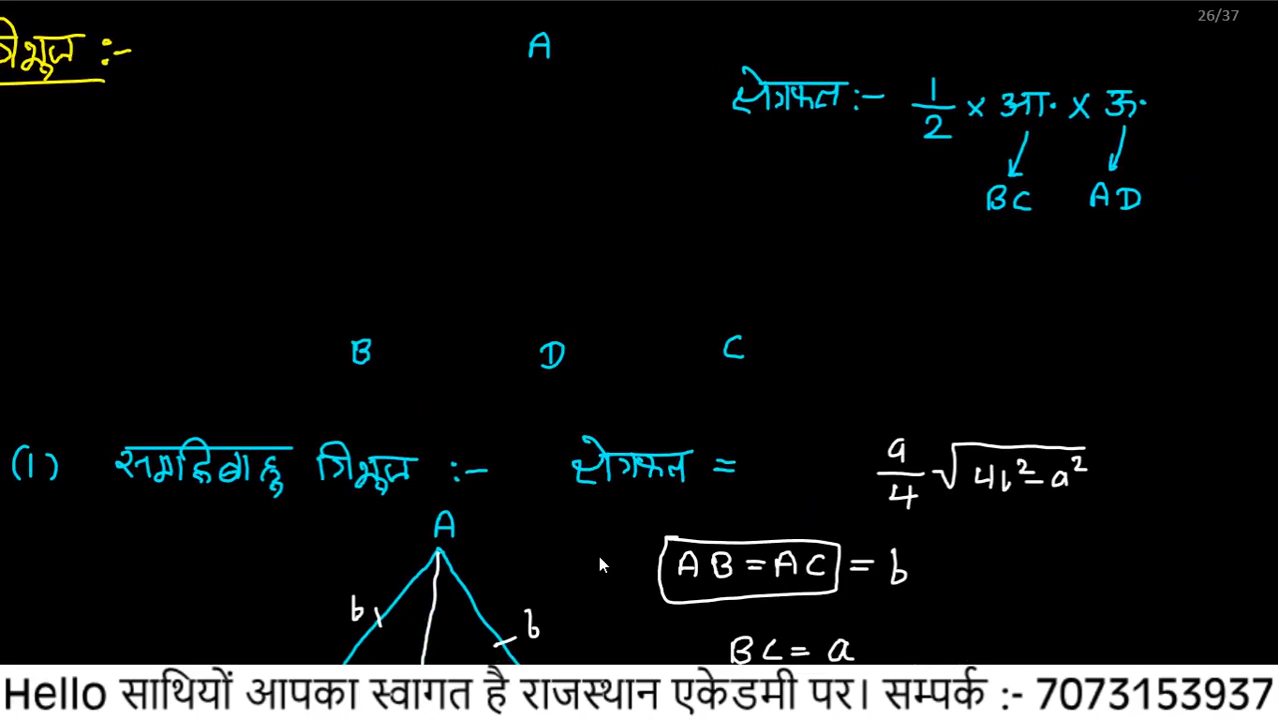 26/37
त्रिभुज :-
A
क्षेत्रफल :- 1/2 × आ. × ऊ.
BC AD
B D C
(1) समद्विबाहु त्रिभुज :- क्षेत्रफल = a/4 √4b²-a²
A
AB = AC = b
b b
BC = a
Hello साथियों आपका स्वागत है राजस्थान एकेडमी पर। सम्पर्क :- 7073153937